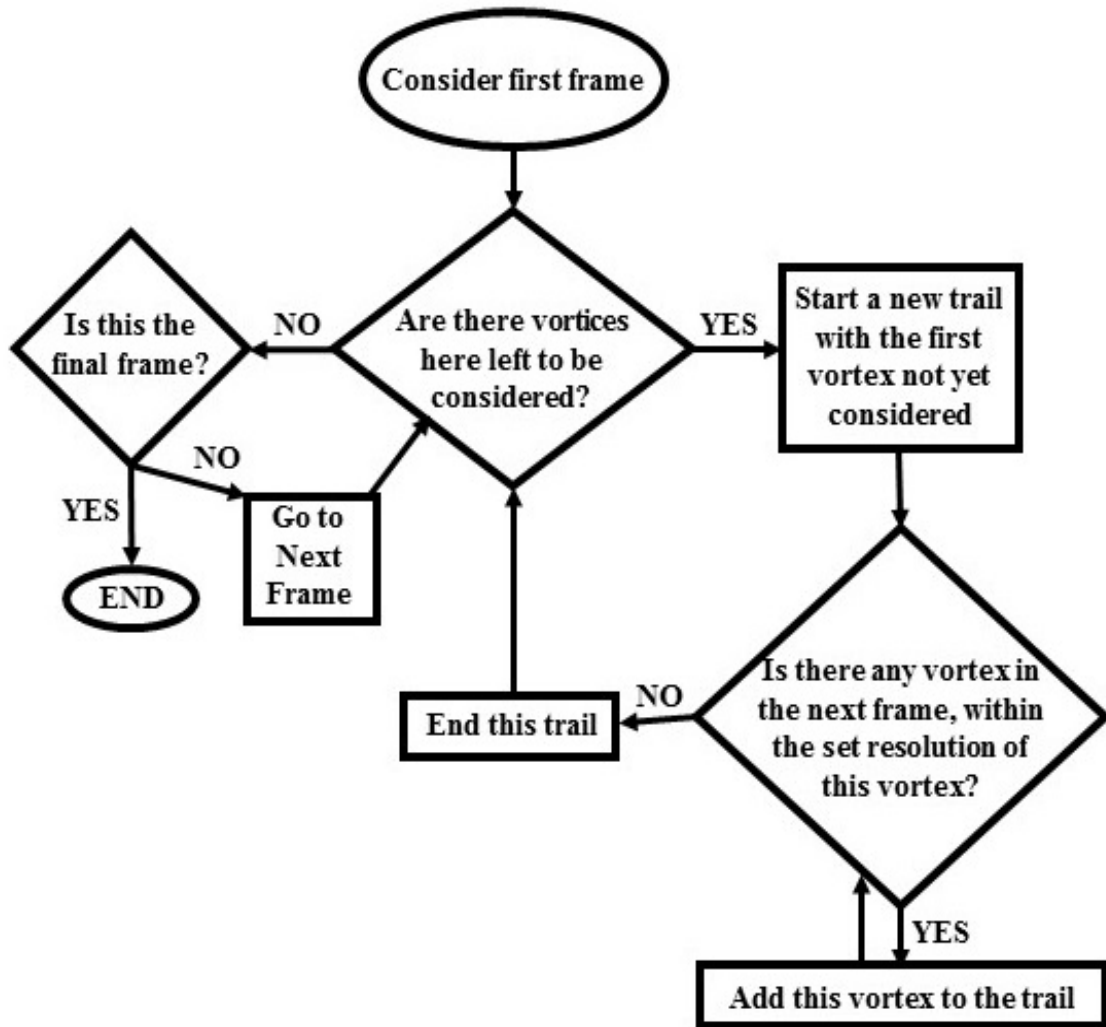 Consider first frame
Are there vortices
here left to be
considered?
NO
YES
Is this the
final frame?
NO
YES
END
Go to
Next
Frame
Start a new trail
with the first
vortex not yet
considered
Is there any vortex in
the next frame, within
the set resolution of
this vortex?
NO
End this trail
YES
Add this vortex to the trail